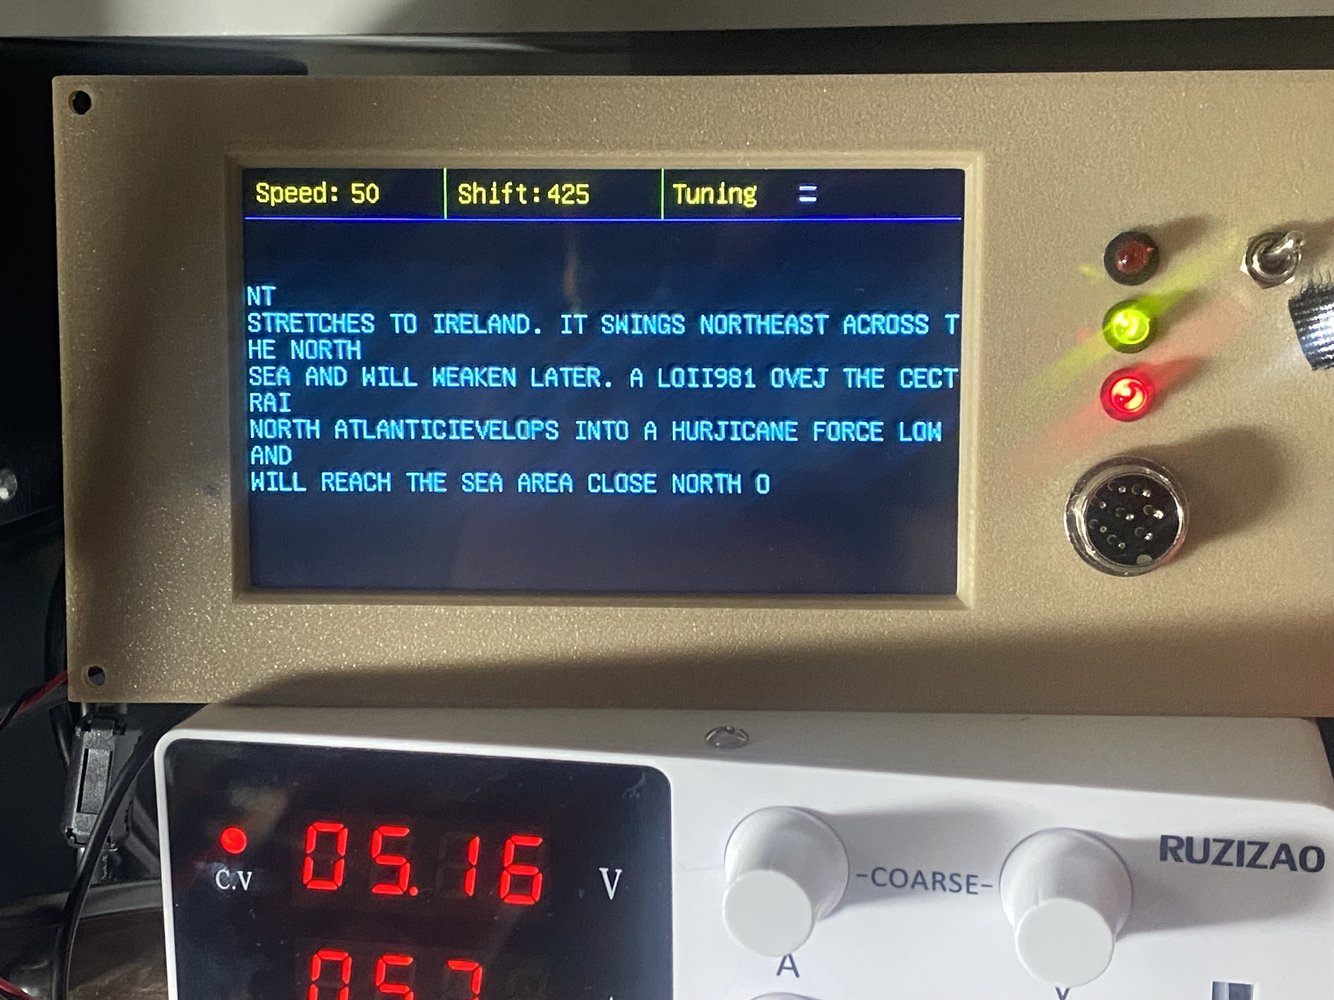 Speed: 50 Shift:425 Tuning =
NT
STRETCHES TO IRELAND. IT SWINGS NORTHEAST ACROSS T
HE NORTH
SEA AND WILL WEAKEN LATER. A LOII981 OVEJ THE CECT
RAI
NORTH ATLANTICIEVELOPS INTO A HURJICANE FORCE LOW
AND
WILL REACH THE SEA AREA CLOSE NORTH O
C.V 05.16 V
-COARSE-
RUZIZAO
A